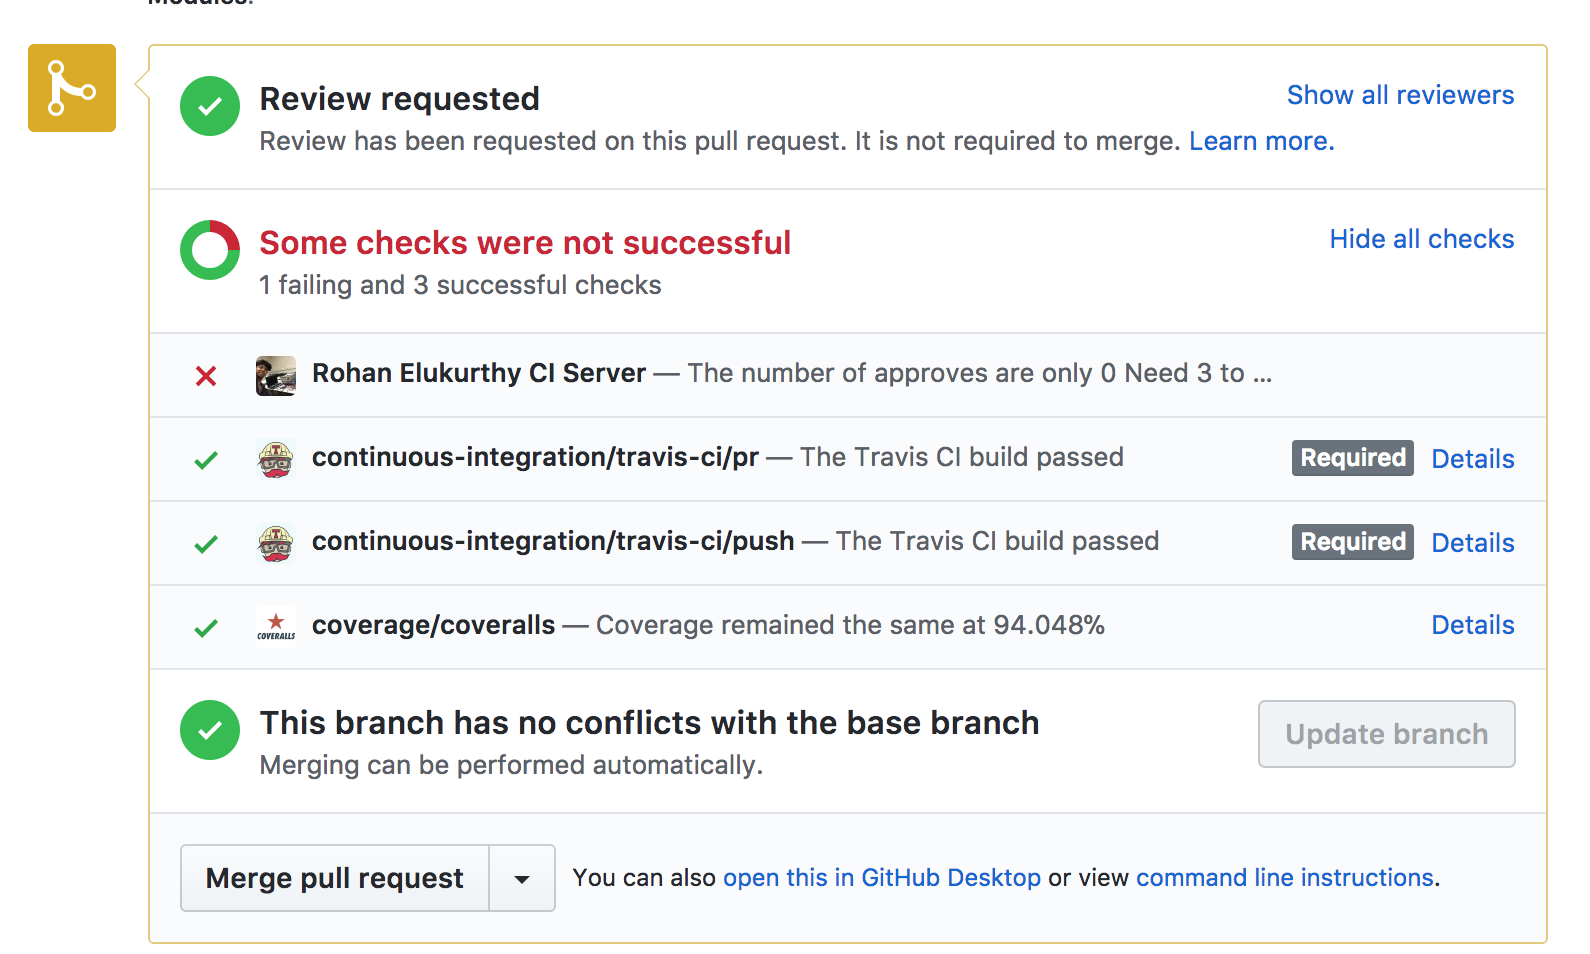 Modules.
Review requested
Show all reviewers
Review has been requested on this pull request. It is not required to merge. Learn more.
Some checks were not successful
Hide all checks
1 failing and 3 successful checks
Rohan Elukurthy CI Server — The number of approves are only 0 Need 3 to ...
continuous-integration/travis-ci/pr — The Travis CI build passed
Required
Details
continuous-integration/travis-ci/push — The Travis CI build passed
Required
Details
COVERALLS
coverage/coveralls — Coverage remained the same at 94.048%
Details
This branch has no conflicts with the base branch
Update branch
Merging can be performed automatically.
Merge pull request
You can also open this in GitHub Desktop or view command line instructions.